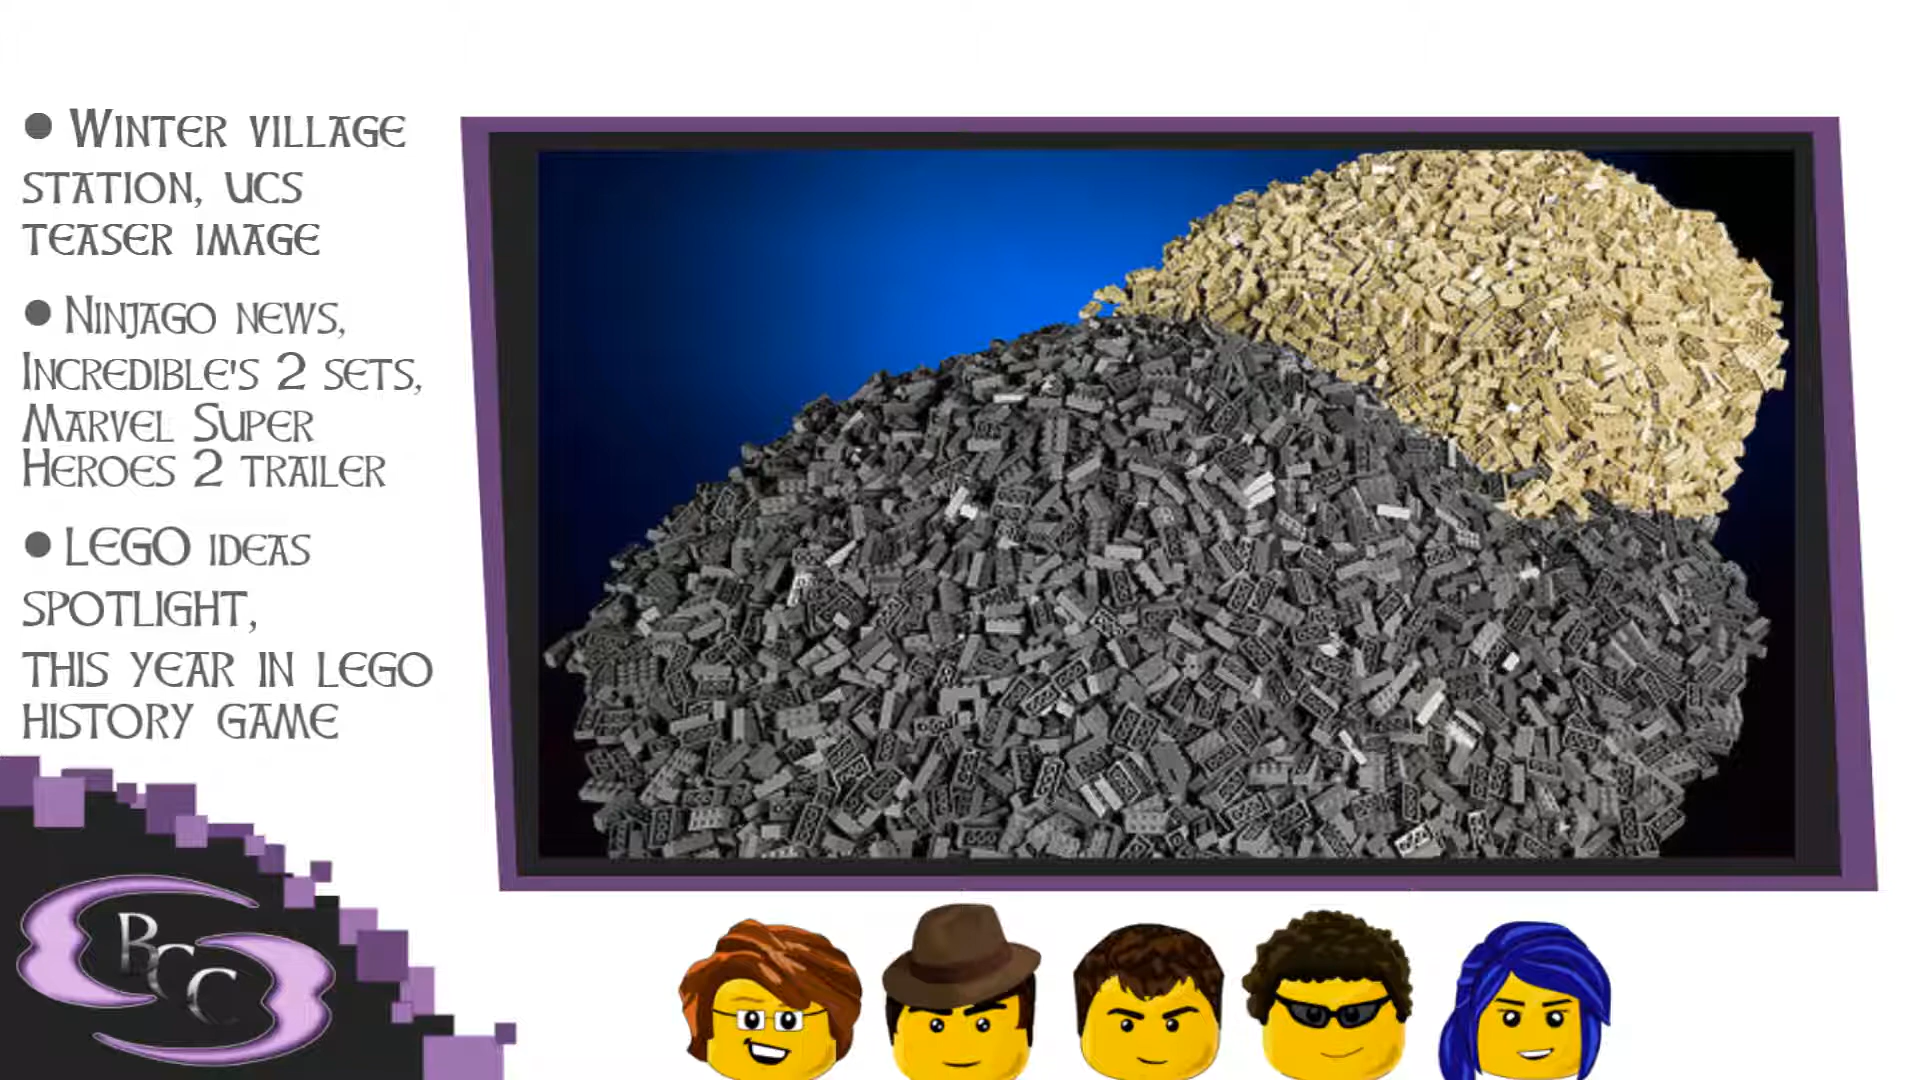 ● Winter village
station, UCS
teaser image
● Ninjago news,
Incredible's 2 sets,
Marvel Super
Heroes 2 trailer
● LEGO ideas
spotlight,
this year in LEGO
history game
BCC